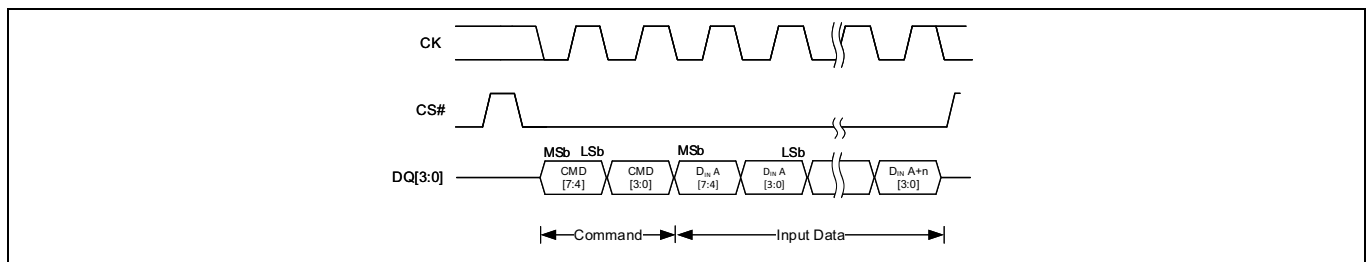 CK
CS#
MSb LSb MSb LSb
DQ[3:0] CMD CMD DIN A DIN A DIN A+n
[7:4] [3:0] [7:4] [3:0] [3:0]
Command Input Data